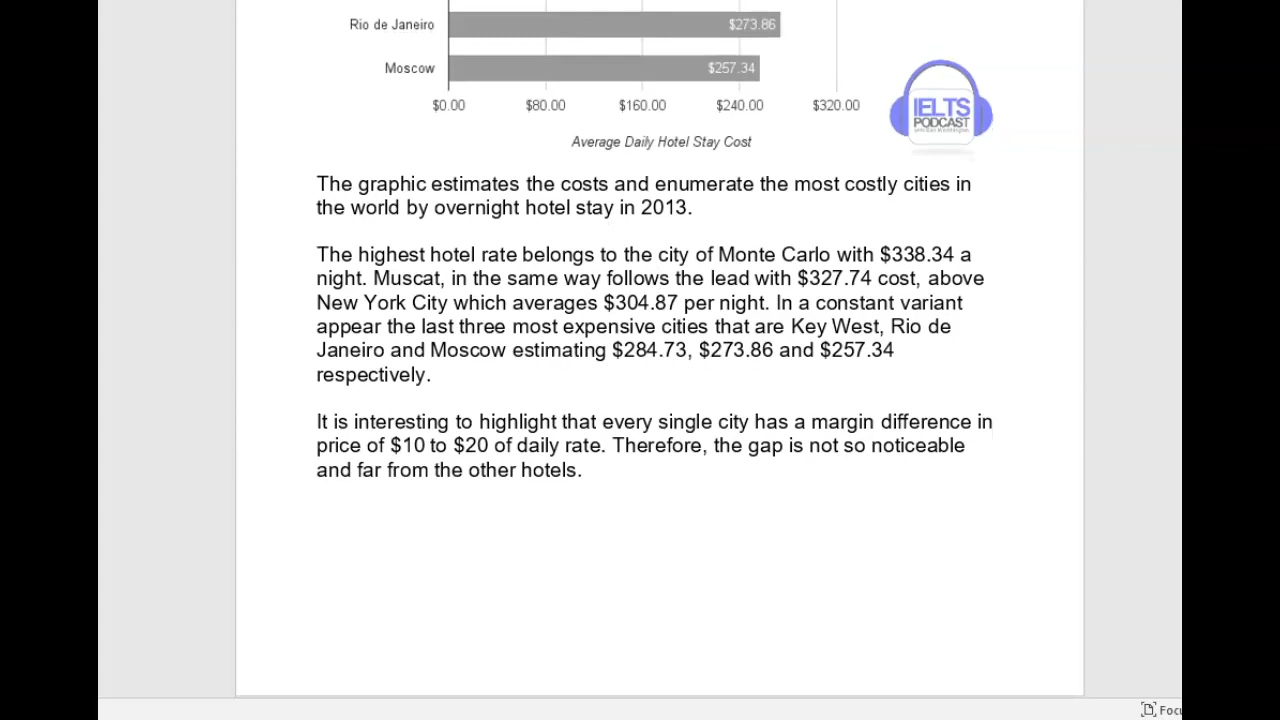 Rio de Janeiro
$273.86
Moscow
$257.34
$0.00
$80.00
$160.00
$240.00
$320.00
IELTS
PODCAST
Average Daily Hotel Stay Cost
The graphic estimates the costs and enumerate the most costly cities in
the world by overnight hotel stay in 2013.
The highest hotel rate belongs to the city of Monte Carlo with $338.34 a
night. Muscat, in the same way follows the lead with $327.74 cost, above
New York City which averages $304.87 per night. In a constant variant
appear the last three most expensive cities that are Key West, Rio de
Janeiro and Moscow estimating $284.73, $273.86 and $257.34
respectively.
It is interesting to highlight that every single city has a margin difference in
price of $10 to $20 of daily rate. Therefore, the gap is not so noticeable
and far from the other hotels.
Focu